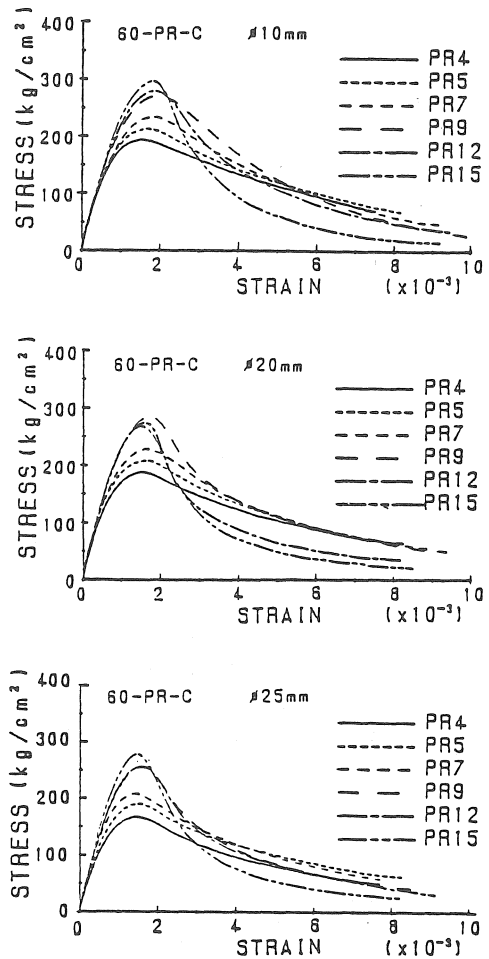 60-PR-C ø10mm
STRESS (kg/cm²)
400
300
200
100
0
PR4
PR5
PR7
PR9
PR12
PR15
0 2 4 6 8 10
STRAIN (x10⁻³)
60-PR-C ø20mm
STRESS (kg/cm²)
400
300
200
100
0
PR4
PR5
PR7
PR9
PR12
PR15
0 2 4 6 8 10
STRAIN (x10⁻³)
60-PR-C ø25mm
STRESS (kg/cm²)
400
300
200
100
0
PR4
PR5
PR7
PR9
PR12
PR15
0 2 4 6 8 10
STRAIN (x10⁻³)